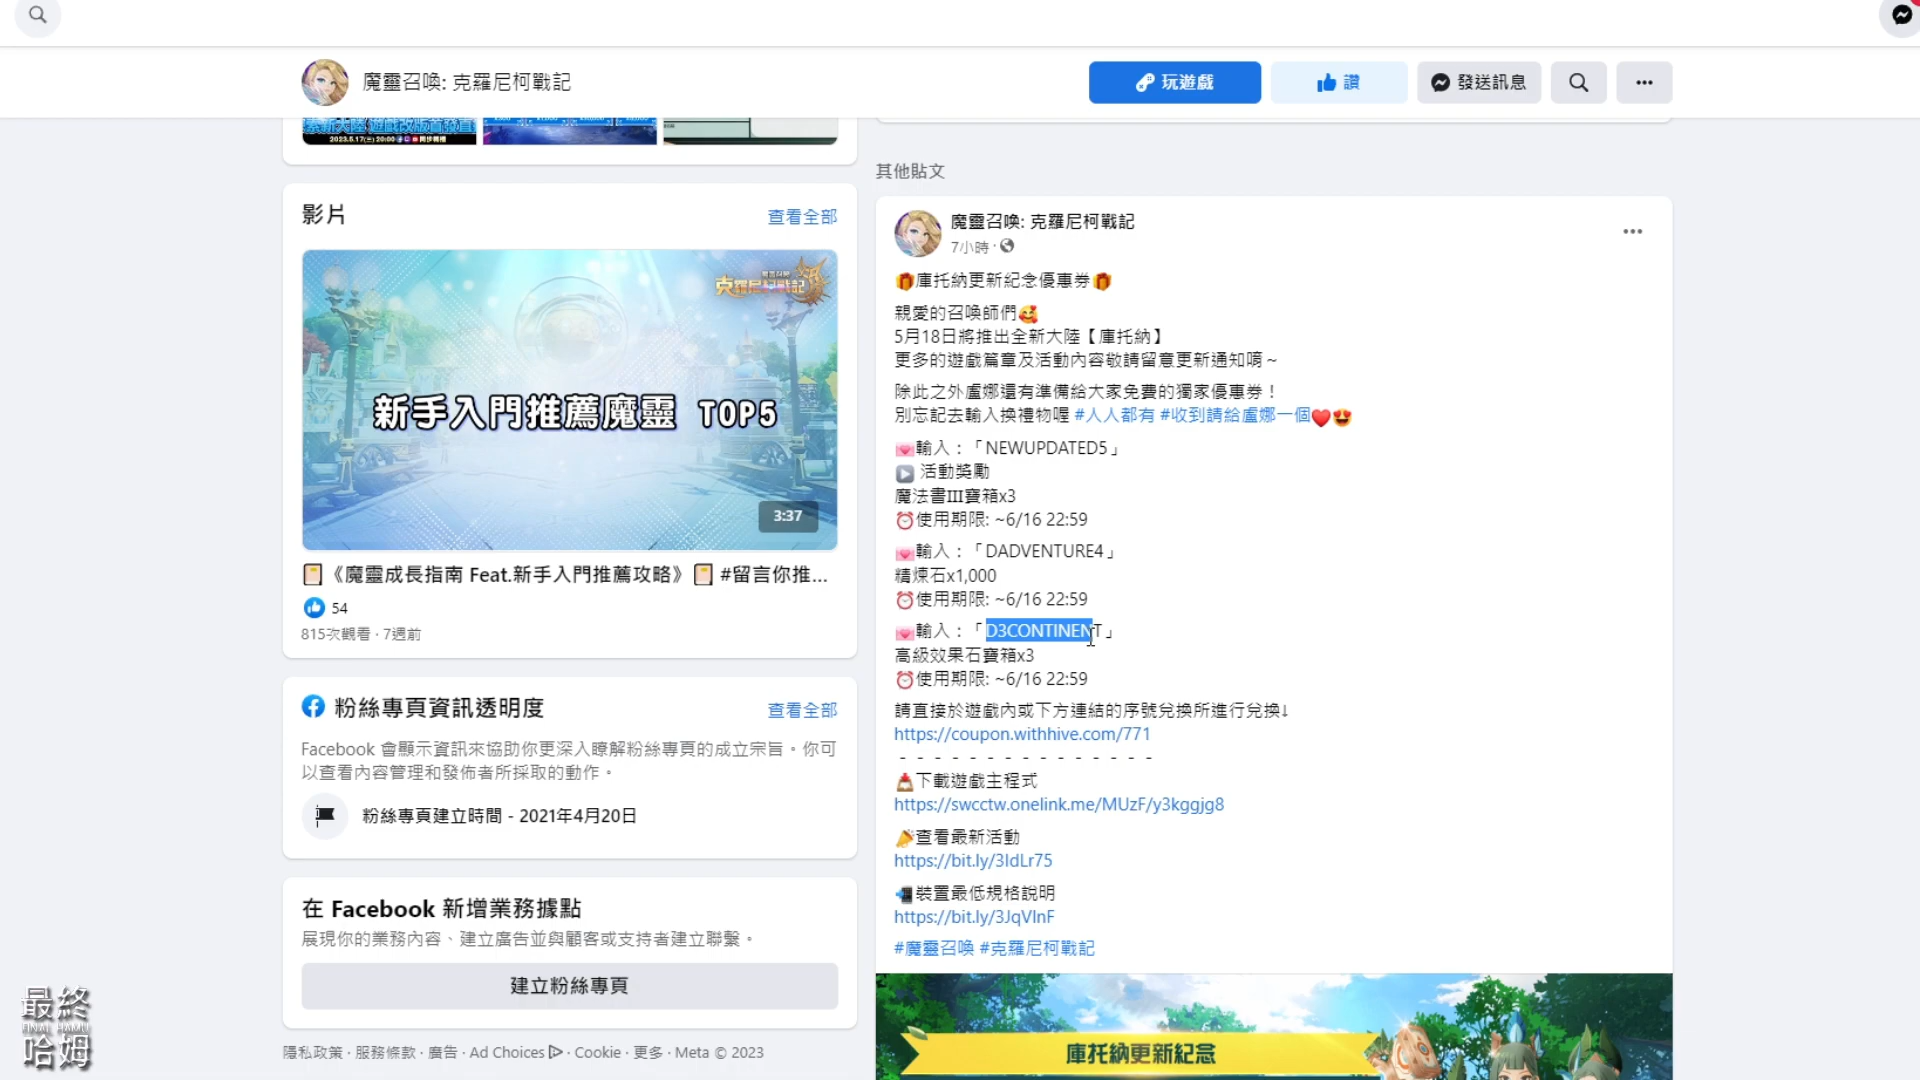 魔靈召喚: 克羅尼柯戰記
玩遊戲
讚
發送訊息
2023.5.17(三) 20:00
其他貼文
影片
查看全部
新手入門推薦魔靈 TOP5
3:37
《魔靈成長指南 Feat.新手入門推薦攻略》 #留言你推...
54
815次觀看 · 7週前
粉絲專頁資訊透明度
查看全部
Facebook 會顯示資訊來協助你更深入瞭解粉絲專頁的成立宗旨。你可
以查看內容管理和發佈者所採取的動作。
粉絲專頁建立時間 - 2021年4月20日
在 Facebook 新增業務據點
展現你的業務內容、建立廣告並與顧客或支持者建立聯繫。
建立粉絲專頁
隱私政策 · 服務條款 · 廣告 · Ad Choices · Cookie · 更多 · Meta © 2023
魔靈召喚: 克羅尼柯戰記
7小時 ·
庫托納更新紀念優惠券
親愛的召喚師們
5月18日將推出全新大陸【庫托納】
更多的遊戲篇章及活動內容敬請留意更新通知唷～
除此之外盧娜還有準備給大家免費的獨家優惠券！
別忘記去輸入換禮物喔 #人人都有 #收到請給盧娜一個
輸入：「NEWUPDATED5」
活動獎勵
魔法書III寶箱x3
使用期限: ~6/16 22:59
輸入：「DADVENTURE4」
精煉石x1,000
使用期限: ~6/16 22:59
輸入：「D3CONTINENT」
高級效果石寶箱x3
使用期限: ~6/16 22:59
請直接於遊戲內或下方連結的序號兌換所進行兌換↓
https://coupon.withhive.com/771
- - - - - - - - - - - - - - -
下載遊戲主程式
https://swcctw.onelink.me/MUzF/y3kggjg8
查看最新活動
https://bit.ly/3IdLr75
裝置最低規格說明
https://bit.ly/3JqVInF
#魔靈召喚 #克羅尼柯戰記
庫托納更新紀念
最終
FINAL HAMU
哈姆